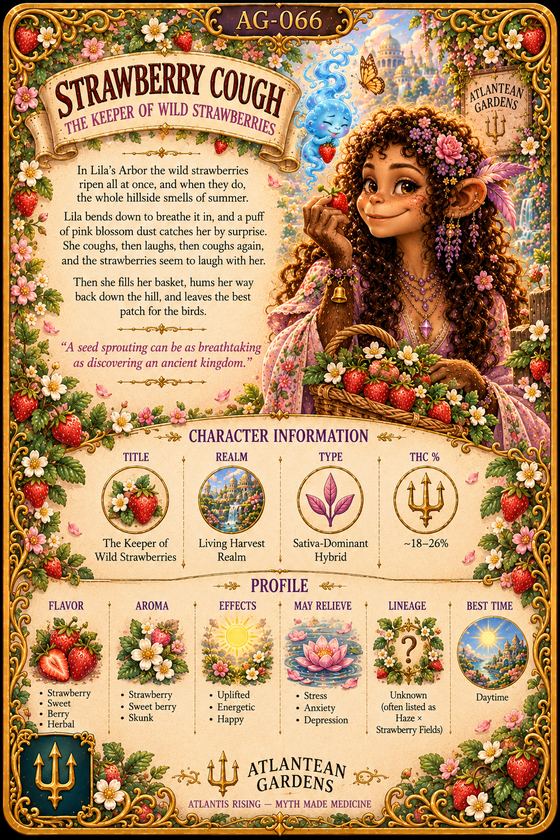 AG-066
STRAWBERRY COUGH
THE KEEPER OF WILD STRAWBERRIES
ATLANTEAN
GARDENS
In Lila's Arbor the wild strawberries
ripen all at once, and when they do,
the whole hillside smells of summer.
Lila bends down to breathe it in, and a puff
of pink blossom dust catches her by surprise.
She coughs, then laughs, then coughs again,
and the strawberries seem to laugh with her.
Then she fills her basket, hums her way
back down the hill, and leaves the best
patch for the birds.
“A seed sprouting can be as breathtaking
as discovering an ancient kingdom.”
CHARACTER INFORMATION
TITLE
The Keeper of
Wild Strawberries
REALM
Living Harvest
Realm
TYPE
Sativa-Dominant
Hybrid
THC %
~18–26%
PROFILE
FLAVOR
• Strawberry
• Sweet
• Berry
• Herbal
AROMA
• Strawberry
• Sweet berry
• Skunk
EFFECTS
• Uplifted
• Energetic
• Happy
MAY RELIEVE
• Stress
• Anxiety
• Depression
LINEAGE
?
Unknown
(often listed as
Haze ×
Strawberry Fields)
BEST TIME
Daytime
ATLANTEAN
GARDENS
ATLANTIS RISING — MYTH MADE MEDICINE